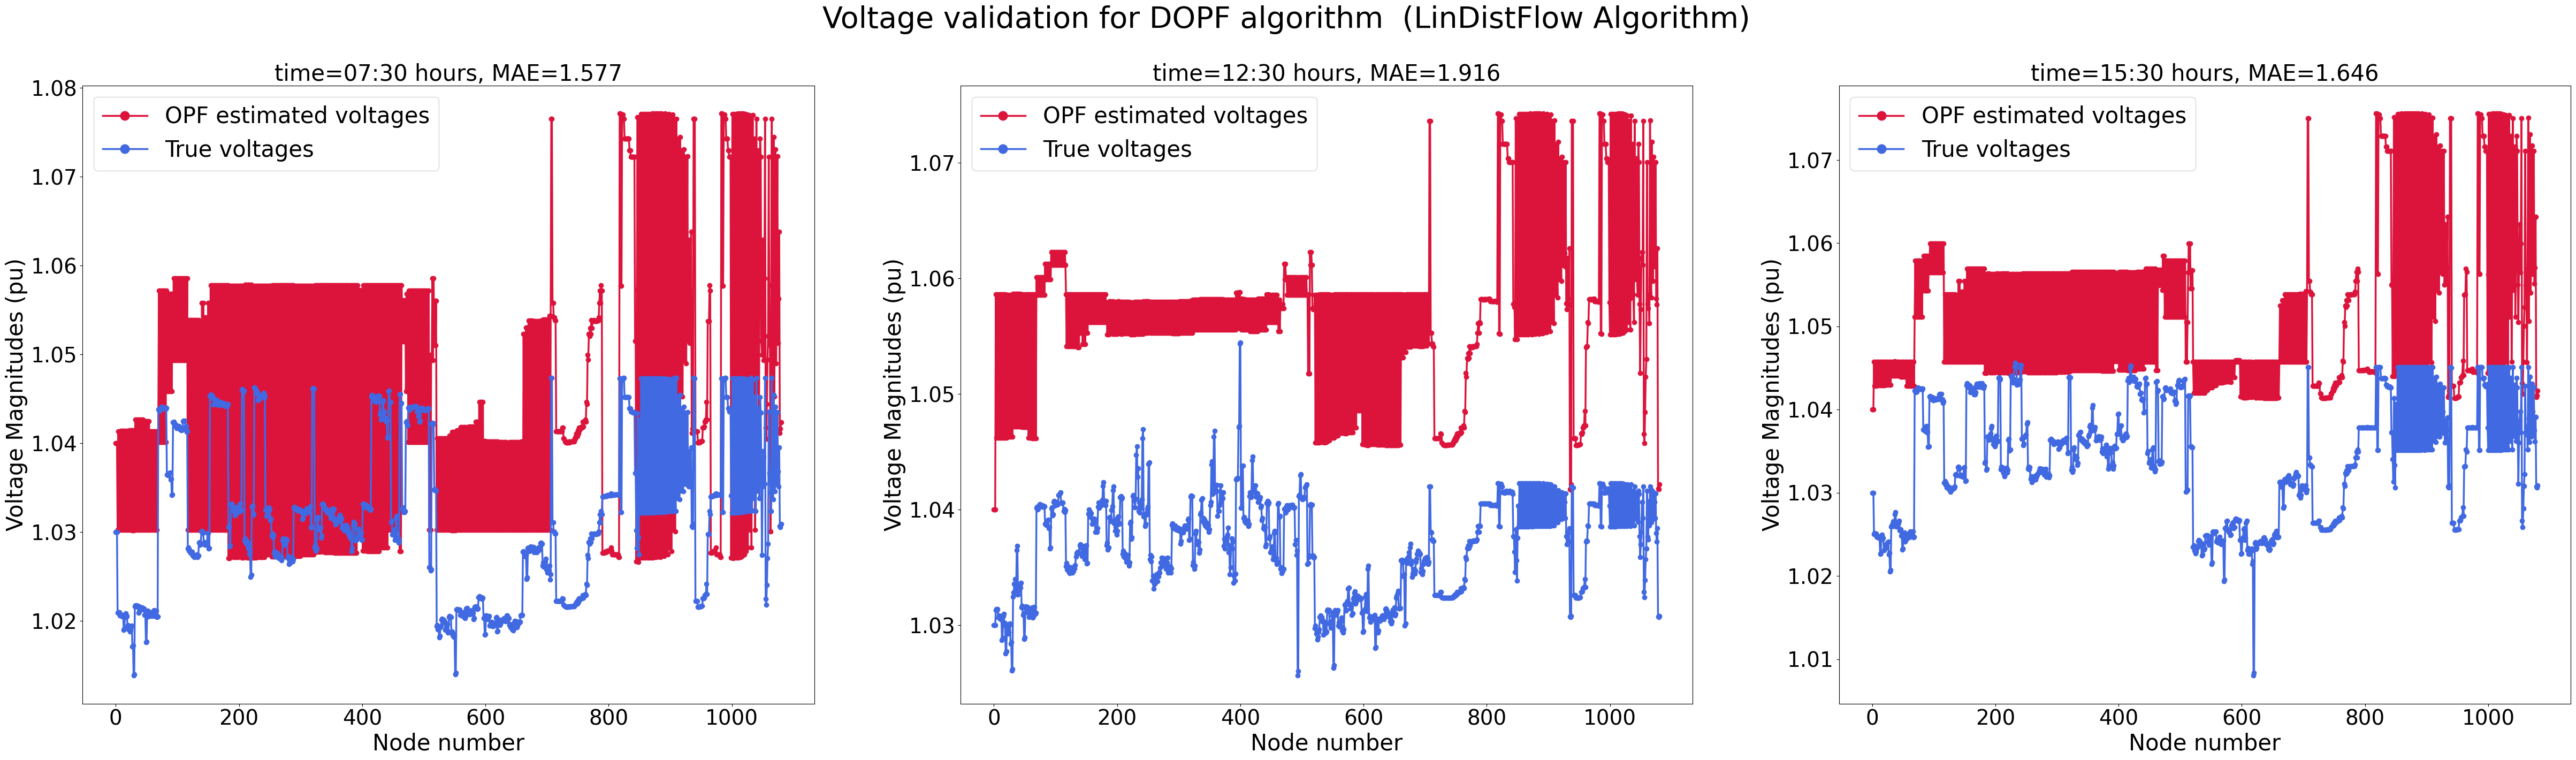 Voltage validation for DOPF algorithm  (LinDistFlow Algorithm)
time=07:30 hours, MAE=1.577
OPF estimated voltages
True voltages
1.08
1.07
1.06
1.05
1.04
1.03
1.02
Voltage Magnitudes (pu)
0 200 400 600 800 1000
Node number
time=12:30 hours, MAE=1.916
OPF estimated voltages
True voltages
1.07
1.06
1.05
1.04
1.03
Voltage Magnitudes (pu)
0 200 400 600 800 1000
Node number
time=15:30 hours, MAE=1.646
OPF estimated voltages
True voltages
1.07
1.06
1.05
1.04
1.03
1.02
1.01
Voltage Magnitudes (pu)
0 200 400 600 800 1000
Node number